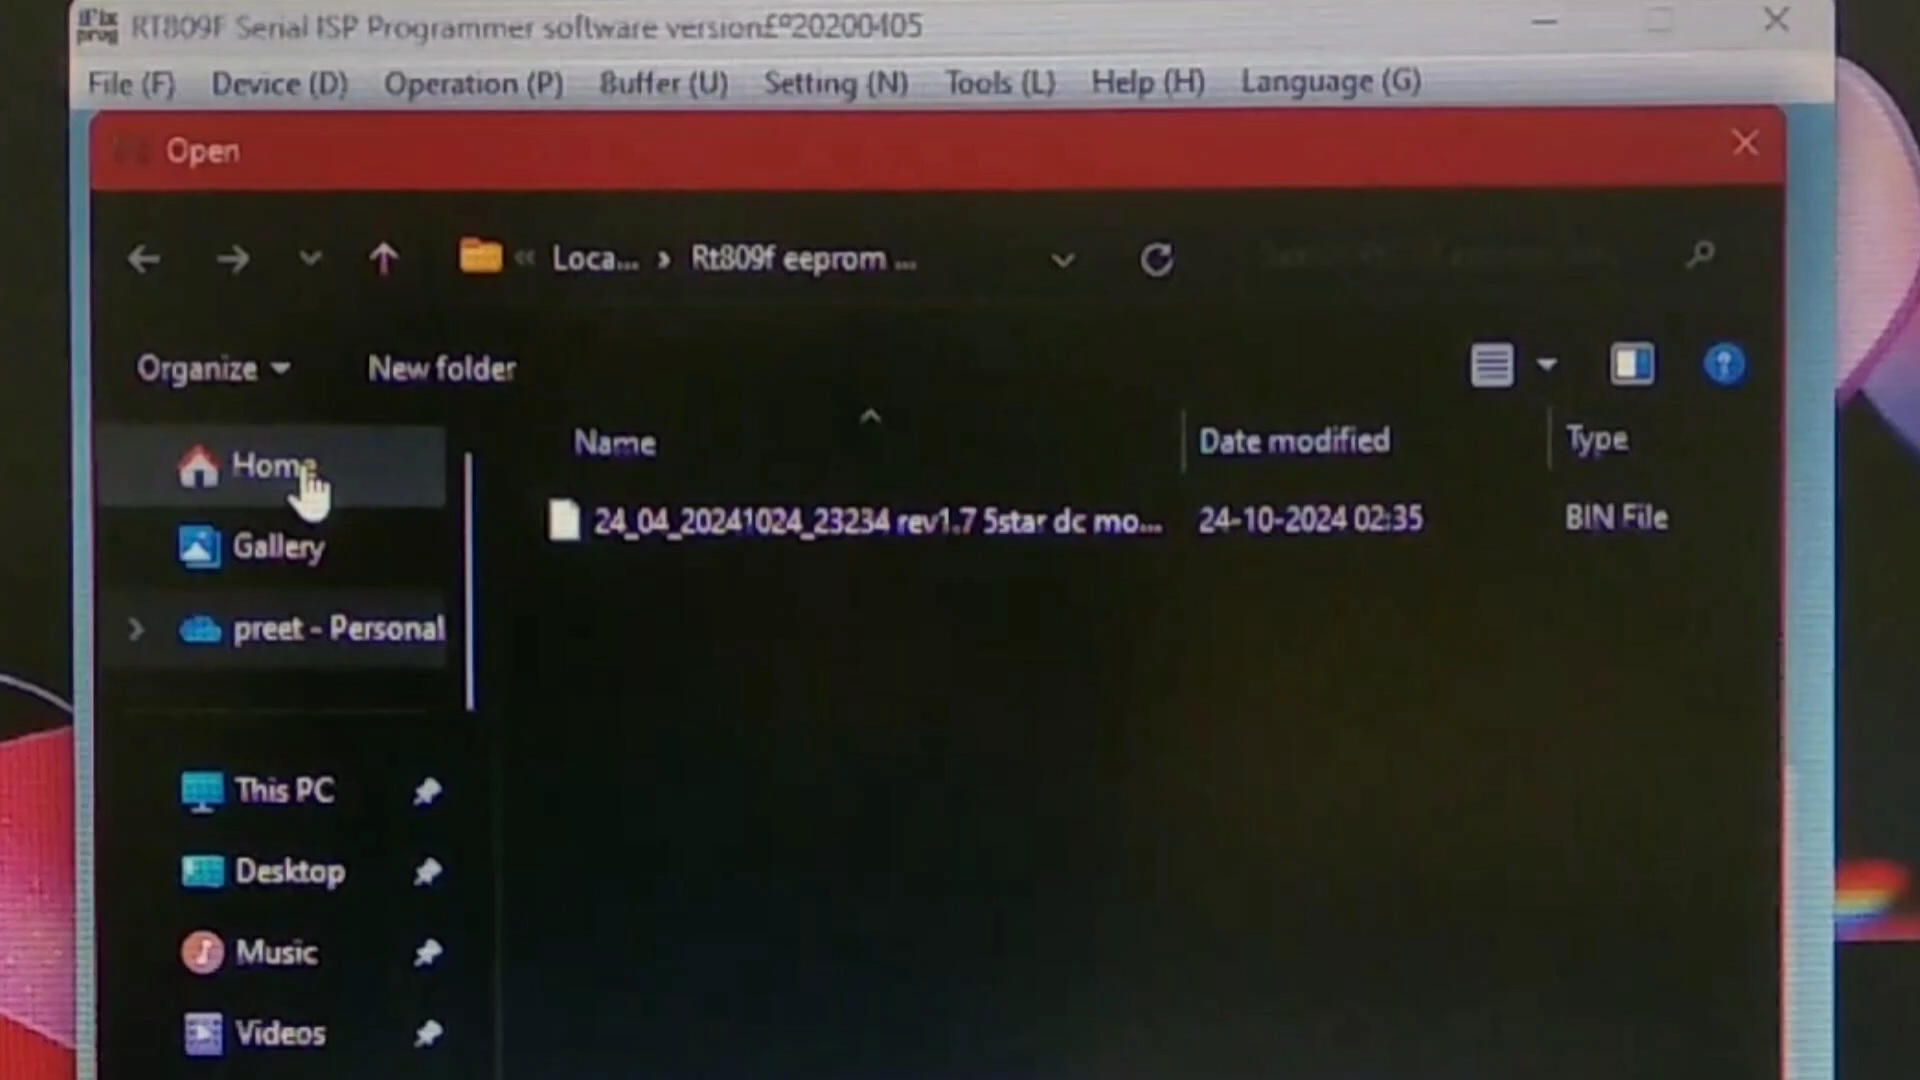 iFix
prog
RT809F Serial ISP Programmer software version£º20200405
File (F) Device (D) Operation (P) Buffer (U) Setting (N) Tools (L) Help (H) Language (G)
Open
« Loca... › Rt809f eeprom ...
Organize New folder
Name Date modified Type
24_04_20241024_23234 rev1.7 5star dc mo... 24-10-2024 02:35 BIN File
Home
Gallery
preet - Personal
This PC
Desktop
Music
Videos